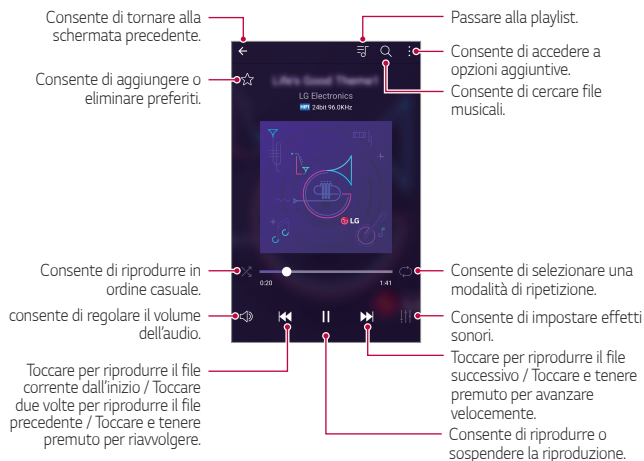 Consente di tornare alla
schermata precedente.
Consente di aggiungere o
eliminare preferiti.
Consente di riprodurre in
ordine casuale.
consente di regolare il volume
dell'audio.
Toccare per riprodurre il file
corrente dall'inizio / Toccare
due volte per riprodurre il file
precedente / Toccare e tenere
premuto per riavvolgere.
Life's Good Theme1
LG Electronics
HIFI 24bit 96.0KHz
LG
0:20
1:41
Passare alla playlist.
Consente di accedere a
opzioni aggiuntive.
Consente di cercare file
musicali.
Consente di selezionare una
modalità di ripetizione.
Consente di impostare effetti
sonori.
Toccare per riprodurre il file
successivo / Toccare e tenere
premuto per avanzare
velocemente.
Consente di riprodurre o
sospendere la riproduzione.